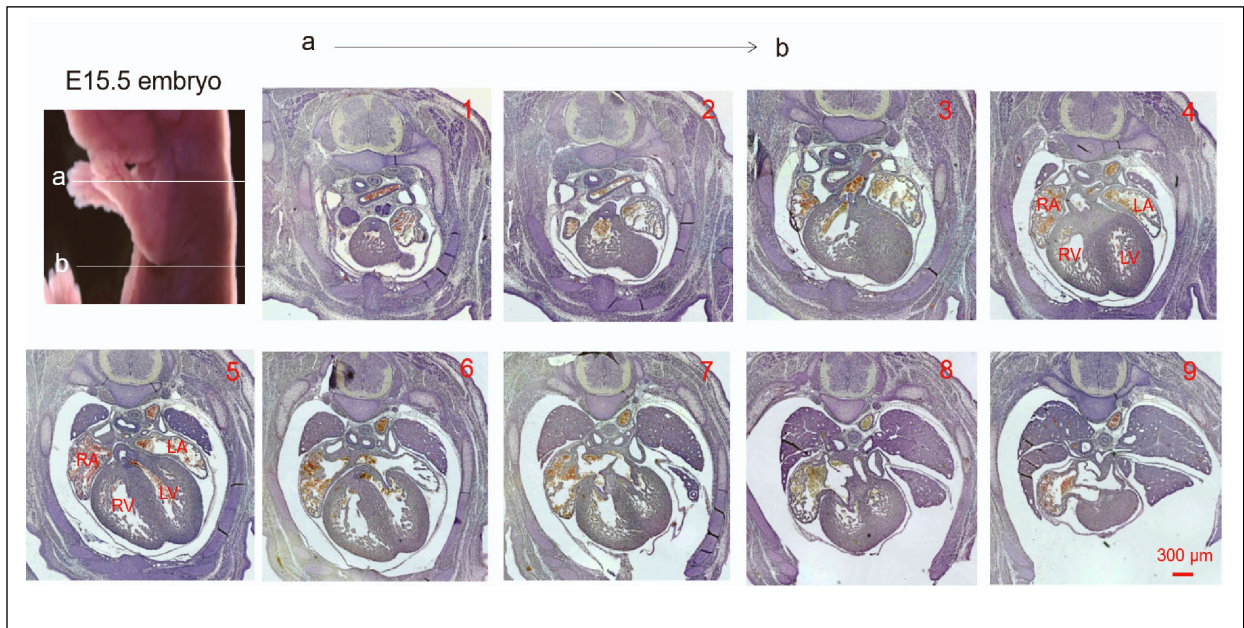 a b
E15.5 embryo
a
b
1 2 3 4
RA LA
RV LV
5 6 7 8 9
RA LA
RV LV
300 µm